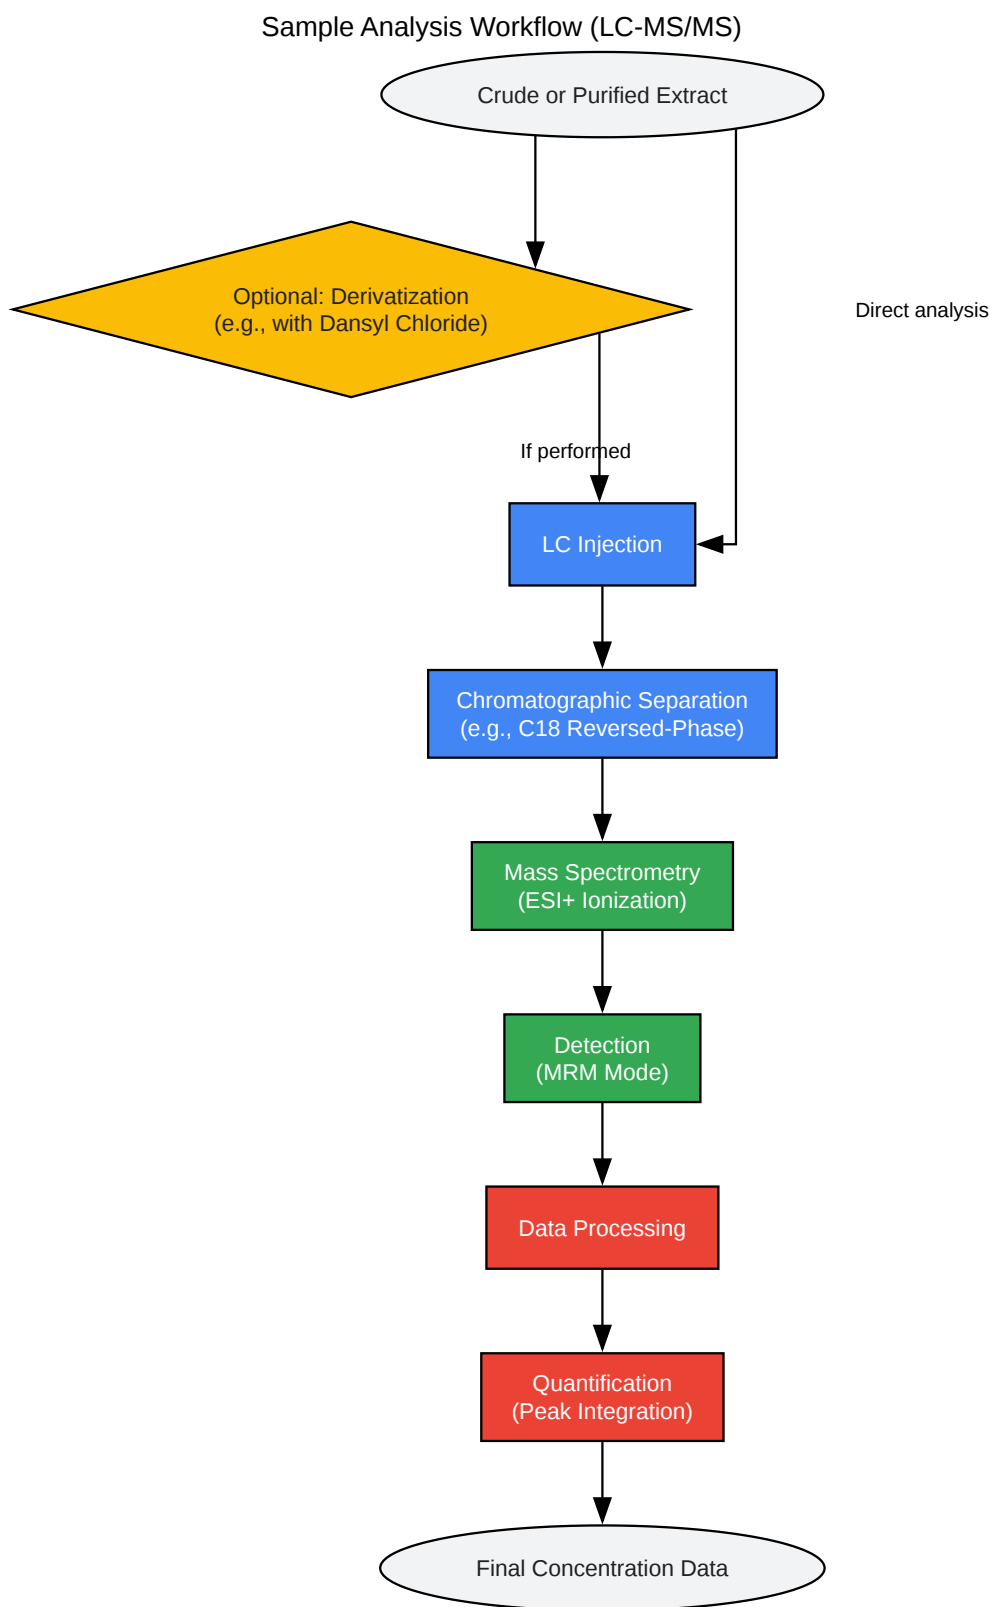 Sample Analysis Workflow (LC-MS/MS)
Crude or Purified Extract
Optional: Derivatization
(e.g., with Dansyl Chloride)
Direct analysis
If performed
LC Injection
Chromatographic Separation
(e.g., C18 Reversed-Phase)
Mass Spectrometry
(ESI+ Ionization)
Detection
(MRM Mode)
Data Processing
Quantification
(Peak Integration)
Final Concentration Data